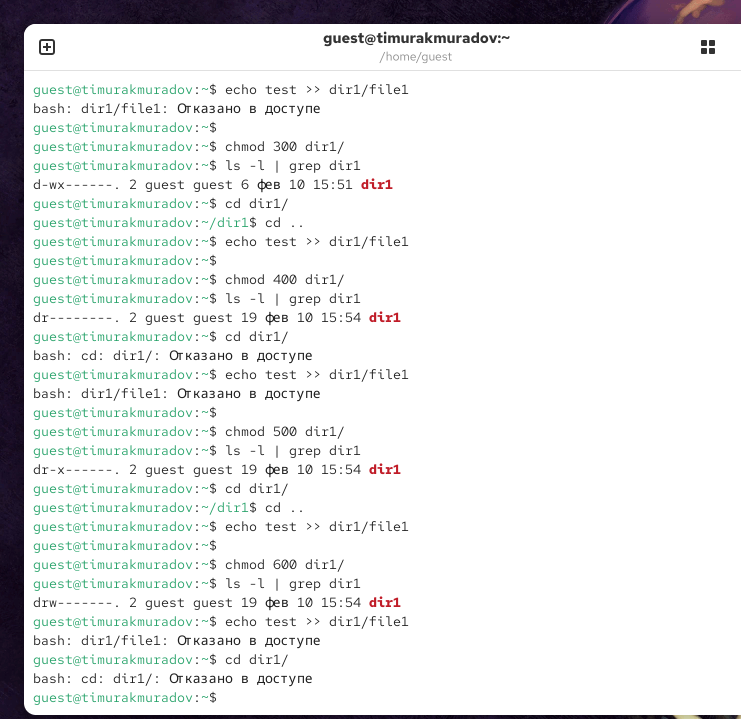 guest@timurakmuradov:~
/home/guest
guest@timurakmuradov:~$ echo test >> dir1/file1
bash: dir1/file1: Отказано в доступе
guest@timurakmuradov:~$
guest@timurakmuradov:~$ chmod 300 dir1/
guest@timurakmuradov:~$ ls -l | grep dir1
d-wx------. 2 guest guest 6 фев 10 15:51 dir1
guest@timurakmuradov:~$ cd dir1/
guest@timurakmuradov:~/dir1$ cd ..
guest@timurakmuradov:~$ echo test >> dir1/file1
guest@timurakmuradov:~$
guest@timurakmuradov:~$ chmod 400 dir1/
guest@timurakmuradov:~$ ls -l | grep dir1
dr--------. 2 guest guest 19 фев 10 15:54 dir1
guest@timurakmuradov:~$ cd dir1/
bash: cd: dir1/: Отказано в доступе
guest@timurakmuradov:~$ echo test >> dir1/file1
bash: dir1/file1: Отказано в доступе
guest@timurakmuradov:~$
guest@timurakmuradov:~$ chmod 500 dir1/
guest@timurakmuradov:~$ ls -l | grep dir1
dr-x------. 2 guest guest 19 фев 10 15:54 dir1
guest@timurakmuradov:~$ cd dir1/
guest@timurakmuradov:~/dir1$ cd ..
guest@timurakmuradov:~$ echo test >> dir1/file1
guest@timurakmuradov:~$
guest@timurakmuradov:~$ chmod 600 dir1/
guest@timurakmuradov:~$ ls -l | grep dir1
drw-------. 2 guest guest 19 фев 10 15:54 dir1
guest@timurakmuradov:~$ echo test >> dir1/file1
bash: dir1/file1: Отказано в доступе
guest@timurakmuradov:~$ cd dir1/
bash: cd: dir1/: Отказано в доступе
guest@timurakmuradov:~$